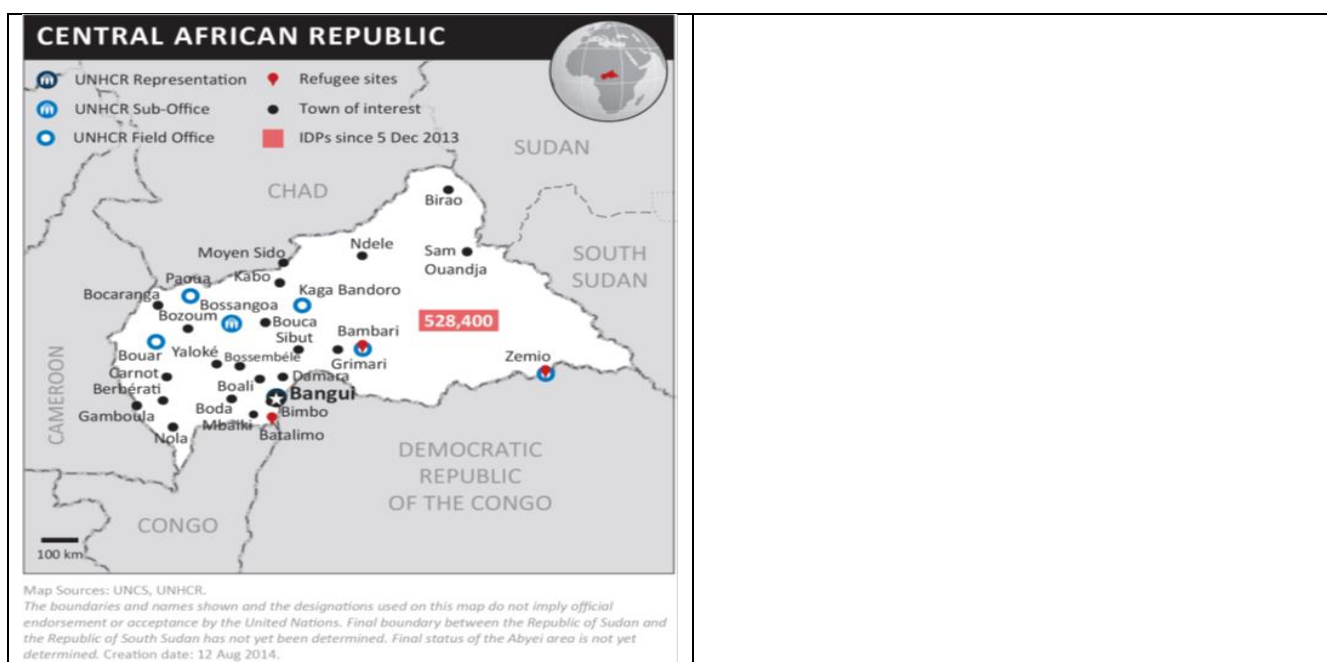 CENTRAL AFRICAN REPUBLIC
UNHCR Representation
Refugee sites
UNHCR Sub-Office
Town of interest
UNHCR Field Office
IDPs since 5 Dec 2013
SUDAN
CHAD
Birao
Ndele
Moyen Sido
Sam
Ouandja
SOUTH
SUDAN
Kabo
Paoua
Kaga Bandoro
Bocaranga
Bossangoa
Bozoum
Bouca
528,400
Sibut
Bambari
Yaloké
Bossembélé
Zemio
Bouar
Grimari
Carnot
Damara
Boali
Berbérati
Bangui
Boda
Bimbo
Gamboula
Mbaiki
Batalimo
Nola
CAMEROON
DEMOCRATIC
REPUBLIC
OF THE CONGO
CONGO
100 km
Map Sources: UNCS, UNHCR.
The boundaries and names shown and the designations used on this map do not imply official
endorsement or acceptance by the United Nations. Final boundary between the Republic of Sudan and
the Republic of South Sudan has not yet been determined. Final status of the Abyei area is not yet
determined. Creation date: 12 Aug 2014.